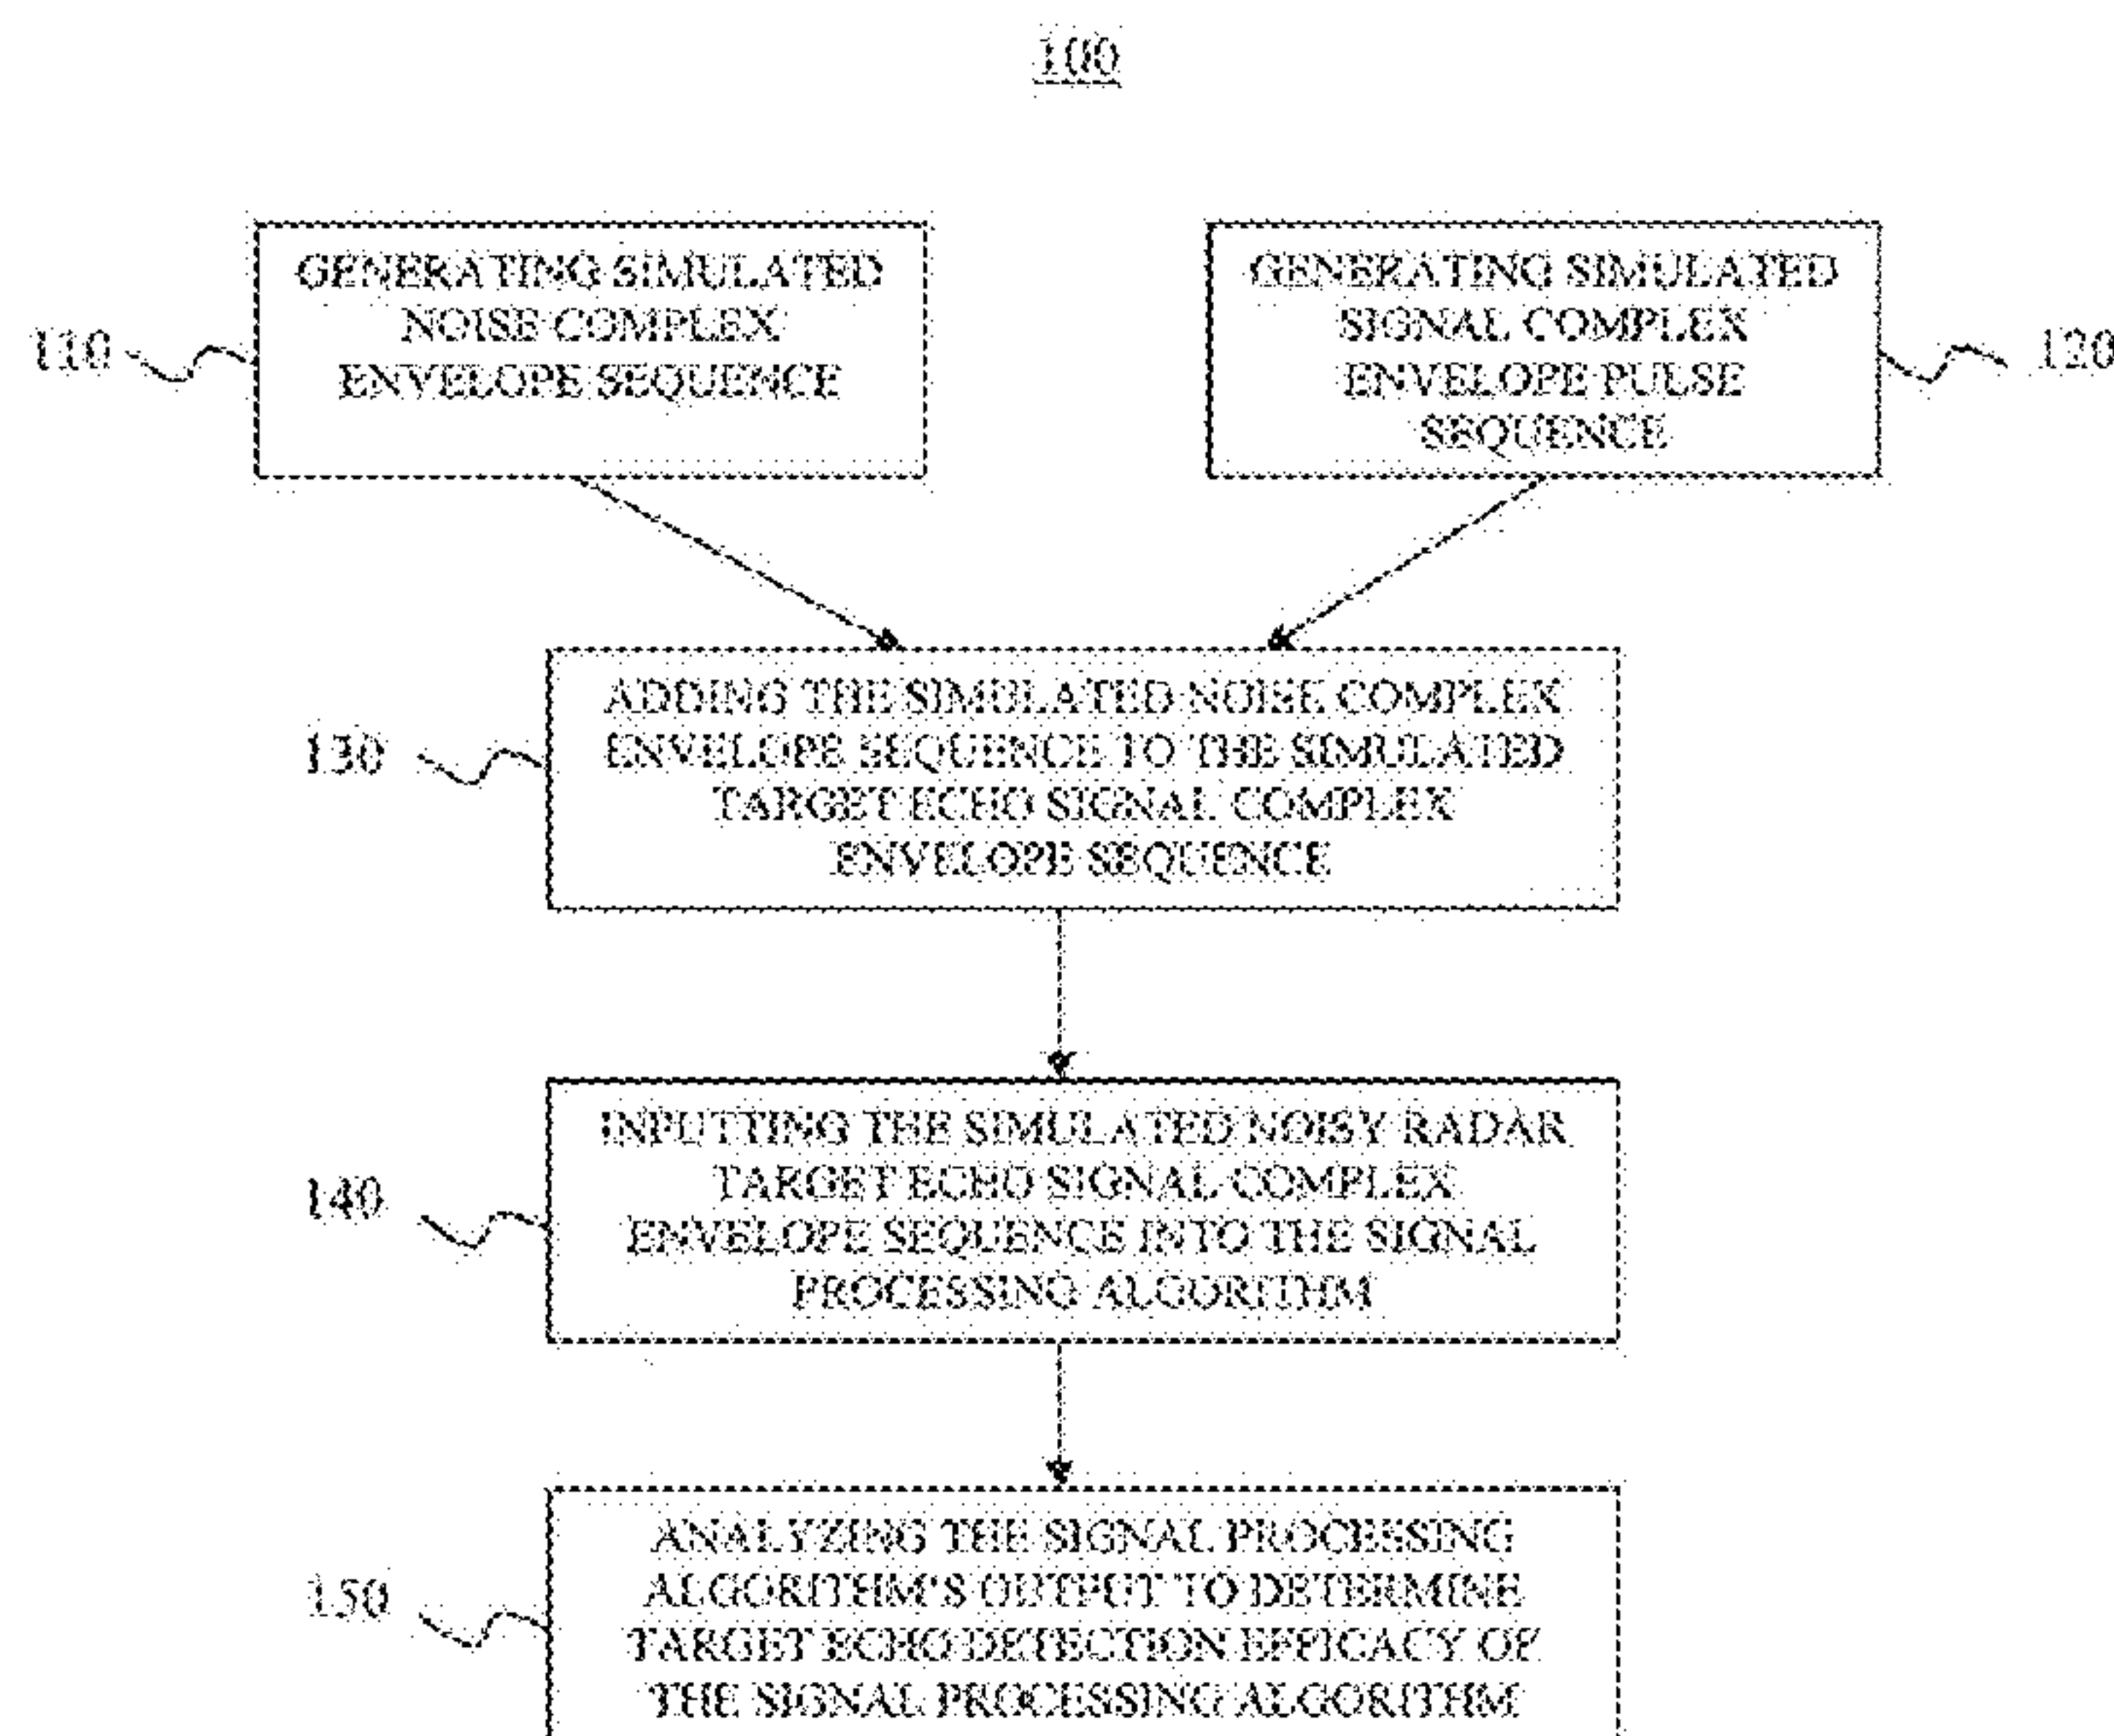 100
GENERATING SIMULATED
NOISE COMPLEX
ENVELOPE SEQUENCE
110
GENERATING SIMULATED
SIGNAL COMPLEX
ENVELOPE PULSE
SEQUENCE
120
ADDING THE SIMULATED NOISE COMPLEX
ENVELOPE SEQUENCE TO THE SIMULATED
TARGET ECHO SIGNAL COMPLEX
ENVELOPE SEQUENCE
130
INPUTTING THE SIMULATED NOISY RADAR
TARGET ECHO SIGNAL COMPLEX
ENVELOPE SEQUENCE INTO THE SIGNAL
PROCESSING ALGORITHM
140
ANALYZING THE SIGNAL PROCESSING
ALGORITHM'S OUTPUT TO DETERMINE
TARGET ECHO DETECTION EFFICACY OF
THE SIGNAL PROCESSING ALGORITHM
150